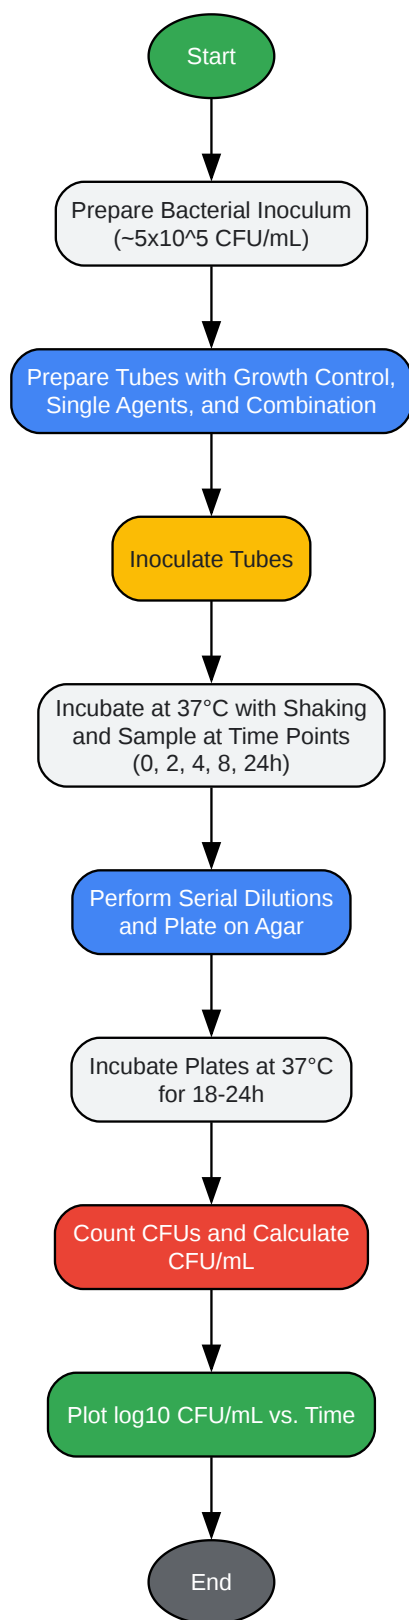 Start
Prepare Bacterial Inoculum
(~5x10^5 CFU/mL)
Prepare Tubes with Growth Control,
Single Agents, and Combination
Inoculate Tubes
Incubate at 37°C with Shaking
and Sample at Time Points
(0, 2, 4, 8, 24h)
Perform Serial Dilutions
and Plate on Agar
Incubate Plates at 37°C
for 18-24h
Count CFUs and Calculate
CFU/mL
Plot log10 CFU/mL vs. Time
End